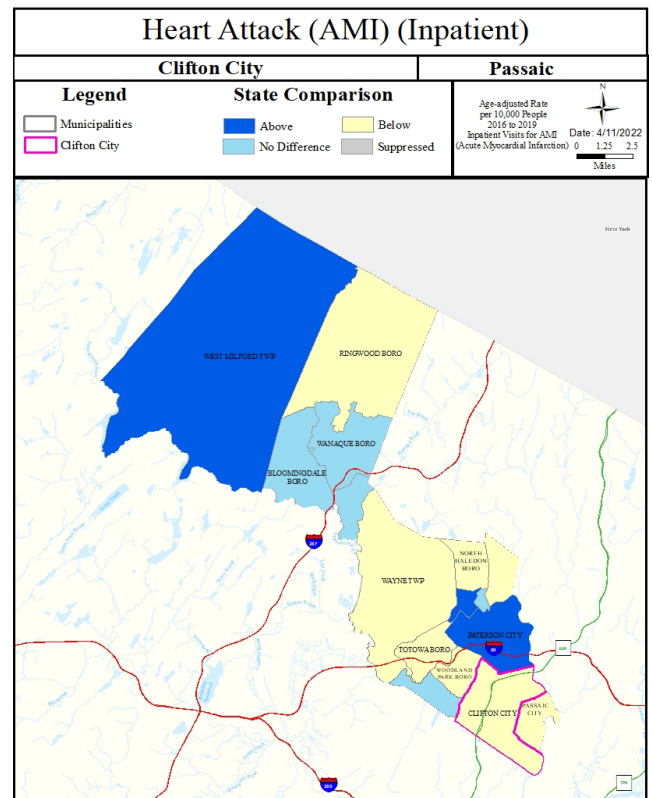 Heart Attack (AMI) (Inpatient)
Clifton City
Passaic
Legend
Municipalities
Clifton City
State Comparison
Above
Below
No Difference
Suppressed
Age-adjusted Rate
per 10,000 People
2016 to 2019
Inpatient Visits for AMI
(Acute Myocardial Infarction)
N
Date: 4/11/2022
0 1.25 2.5
Miles
New York
WEST MILFORD TWP
RINGWOOD BORO
WANAQUE BORO
BLOOMINGDALE
BORO
287
NORTH
HALEDON
BORO
WAYNE TWP
PATERSON CITY
80
TOTOWA BORO
GSP
WOODLAND
PARK BORO
CLIFTON CITY
PASSAIC
CITY
280
TPK